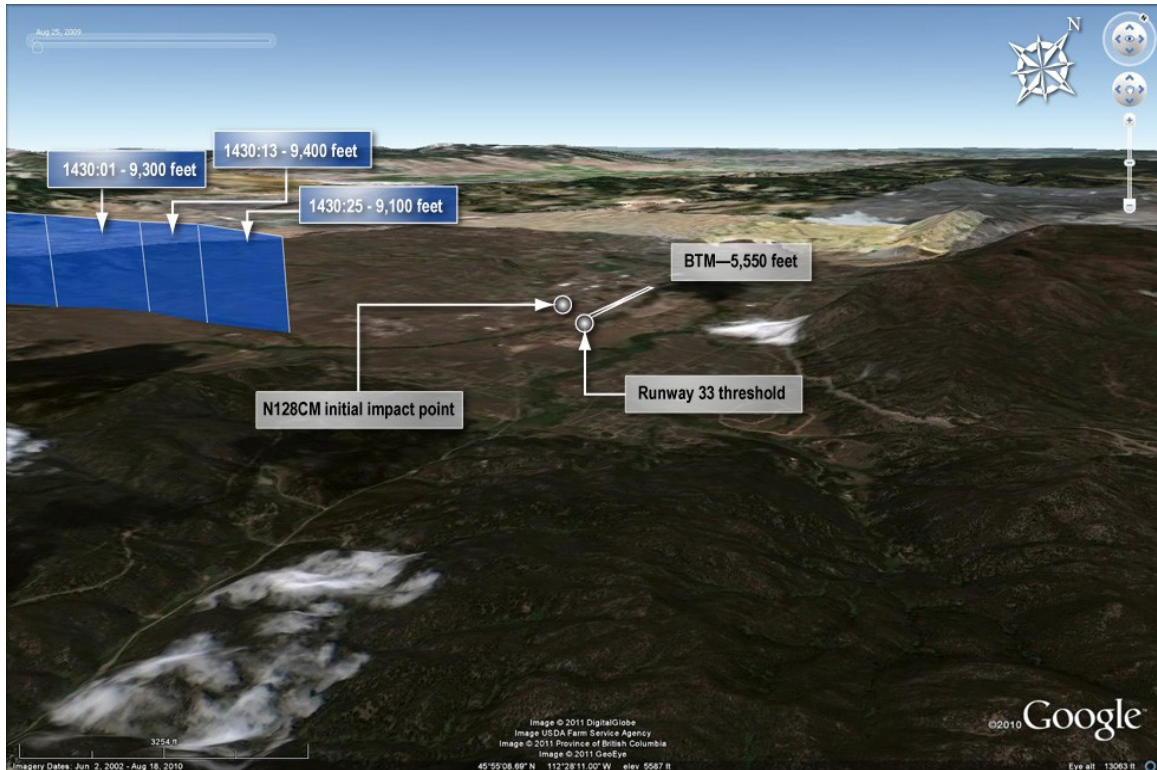 Aug 25, 2009
N
1430:13 - 9,400 feet
1430:01 - 9,300 feet
1430:25 - 9,100 feet
BTM—5,550 feet
N128CM initial impact point
Runway 33 threshold
©2010 Google
Image © 2011 DigitalGlobe
Image USDA Farm Service Agency
Image © 2011 Province of British Columbia
Image © 2011 GeoEye
3254 ft
Imagery Dates: Jun 2, 2002 - Aug 18, 2010
45°55'08.69" N 112°28'11.00" W elev 5587 ft
Eye alt 13063 ft